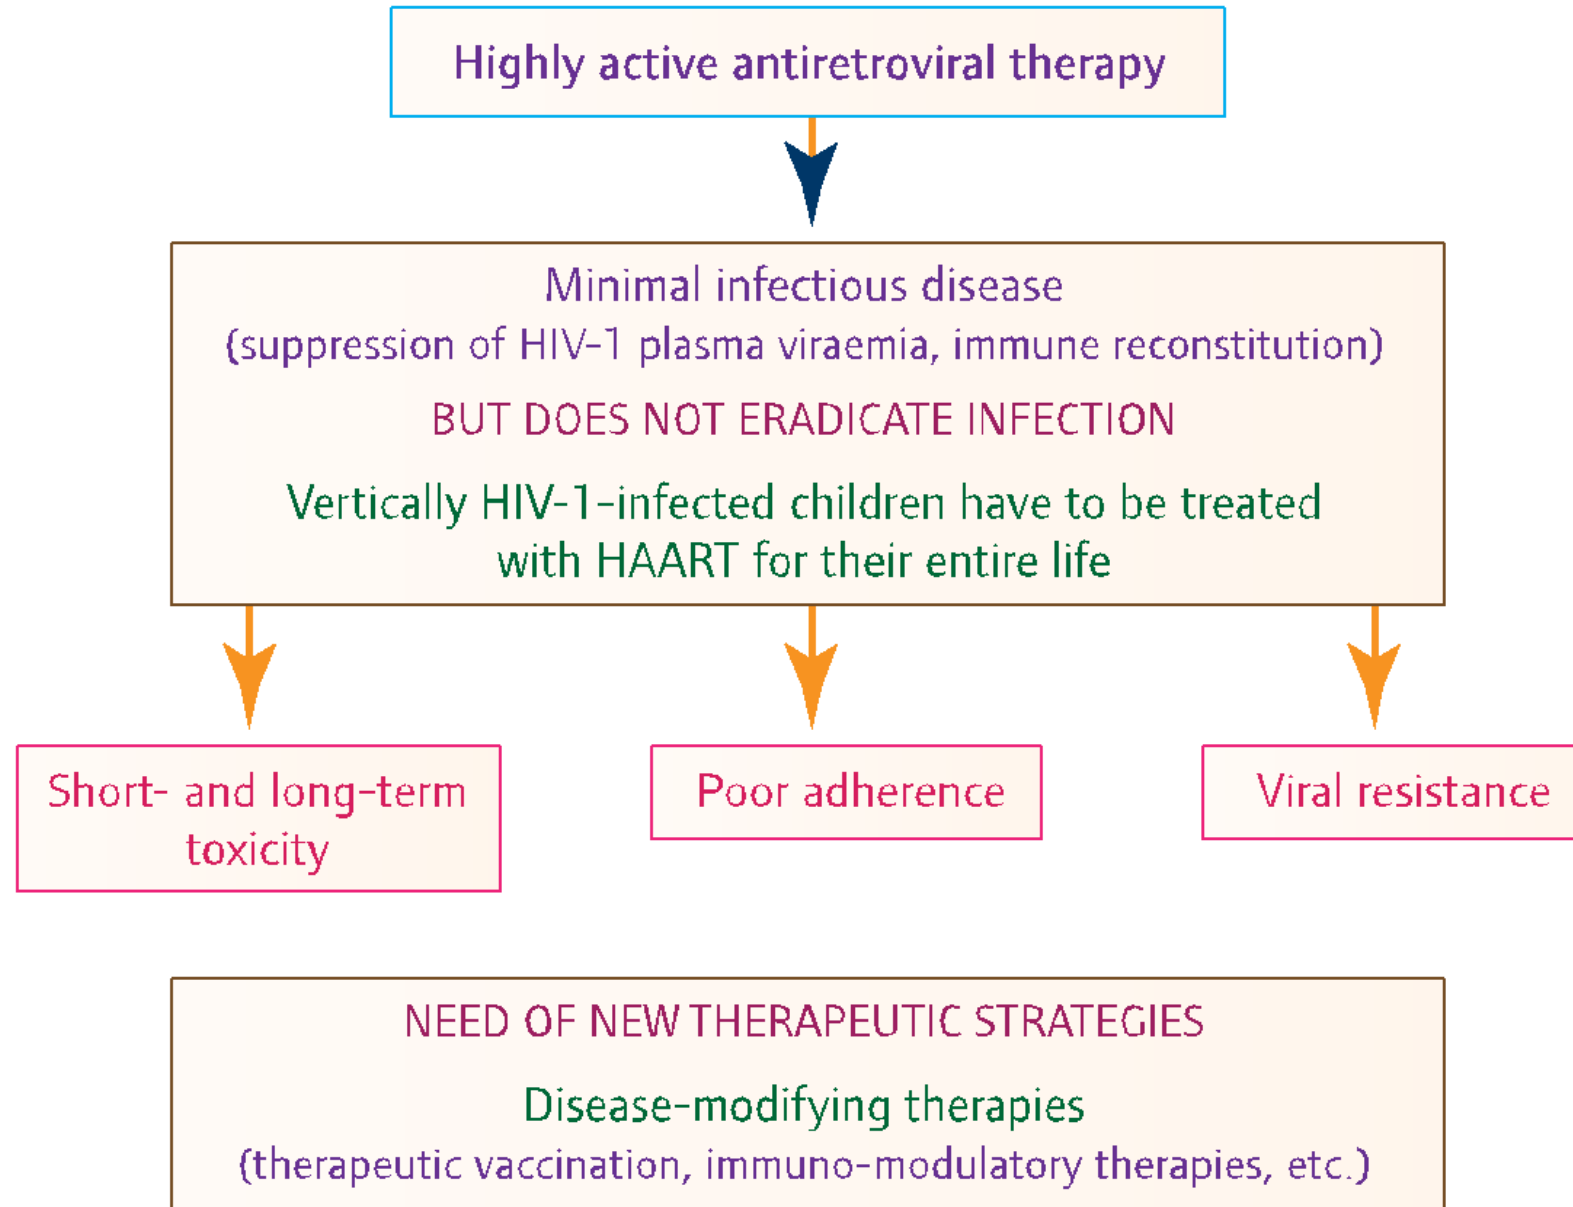 Highly active antiretroviral therapy
Minimal infectious disease
(suppression of HIV-1 plasma viraemia, immune reconstitution)
BUT DOES NOT ERADICATE INFECTION
Vertically HIV-1-infected children have to be treated
with HAART for their entire life
Short- and long-term
toxicity
Poor adherence
Viral resistance
NEED OF NEW THERAPEUTIC STRATEGIES
Disease-modifying therapies
(therapeutic vaccination, immuno-modulatory therapies, etc.)